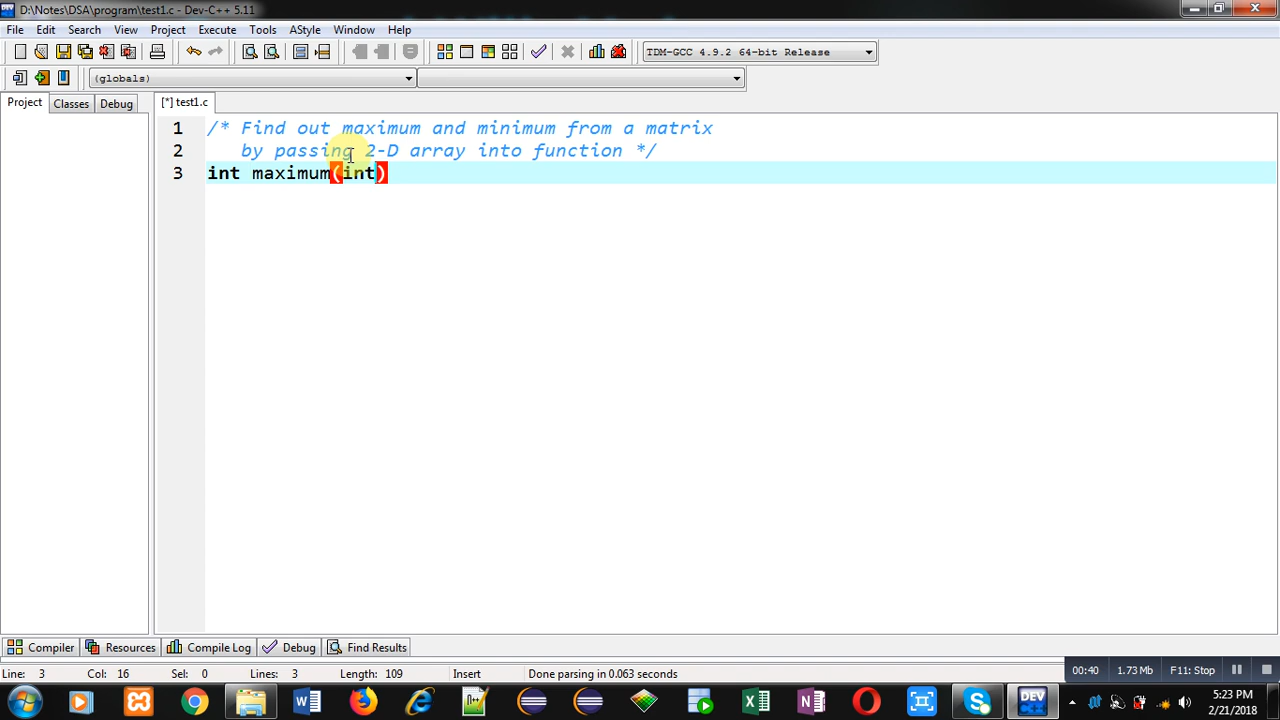 D:\Notes\DSA\program\test1.c - Dev-C++ 5.11
File Edit Search View Project Execute Tools AStyle Window Help
TDM-GCC 4.9.2 64-bit Release
(globals)
Project Classes Debug
[*] test1.c
1 /* Find out maximum and minimum from a matrix
2 by passing 2-D array into function */
3 int maximum(int)
Compiler Resources Compile Log Debug Find Results
Line: 3 Col: 16 Sel: 0 Lines: 3 Length: 109 Insert Done parsing in 0.063 seconds
00:40 1.73 Mb F11: Stop
5:23 PM
2/21/2018